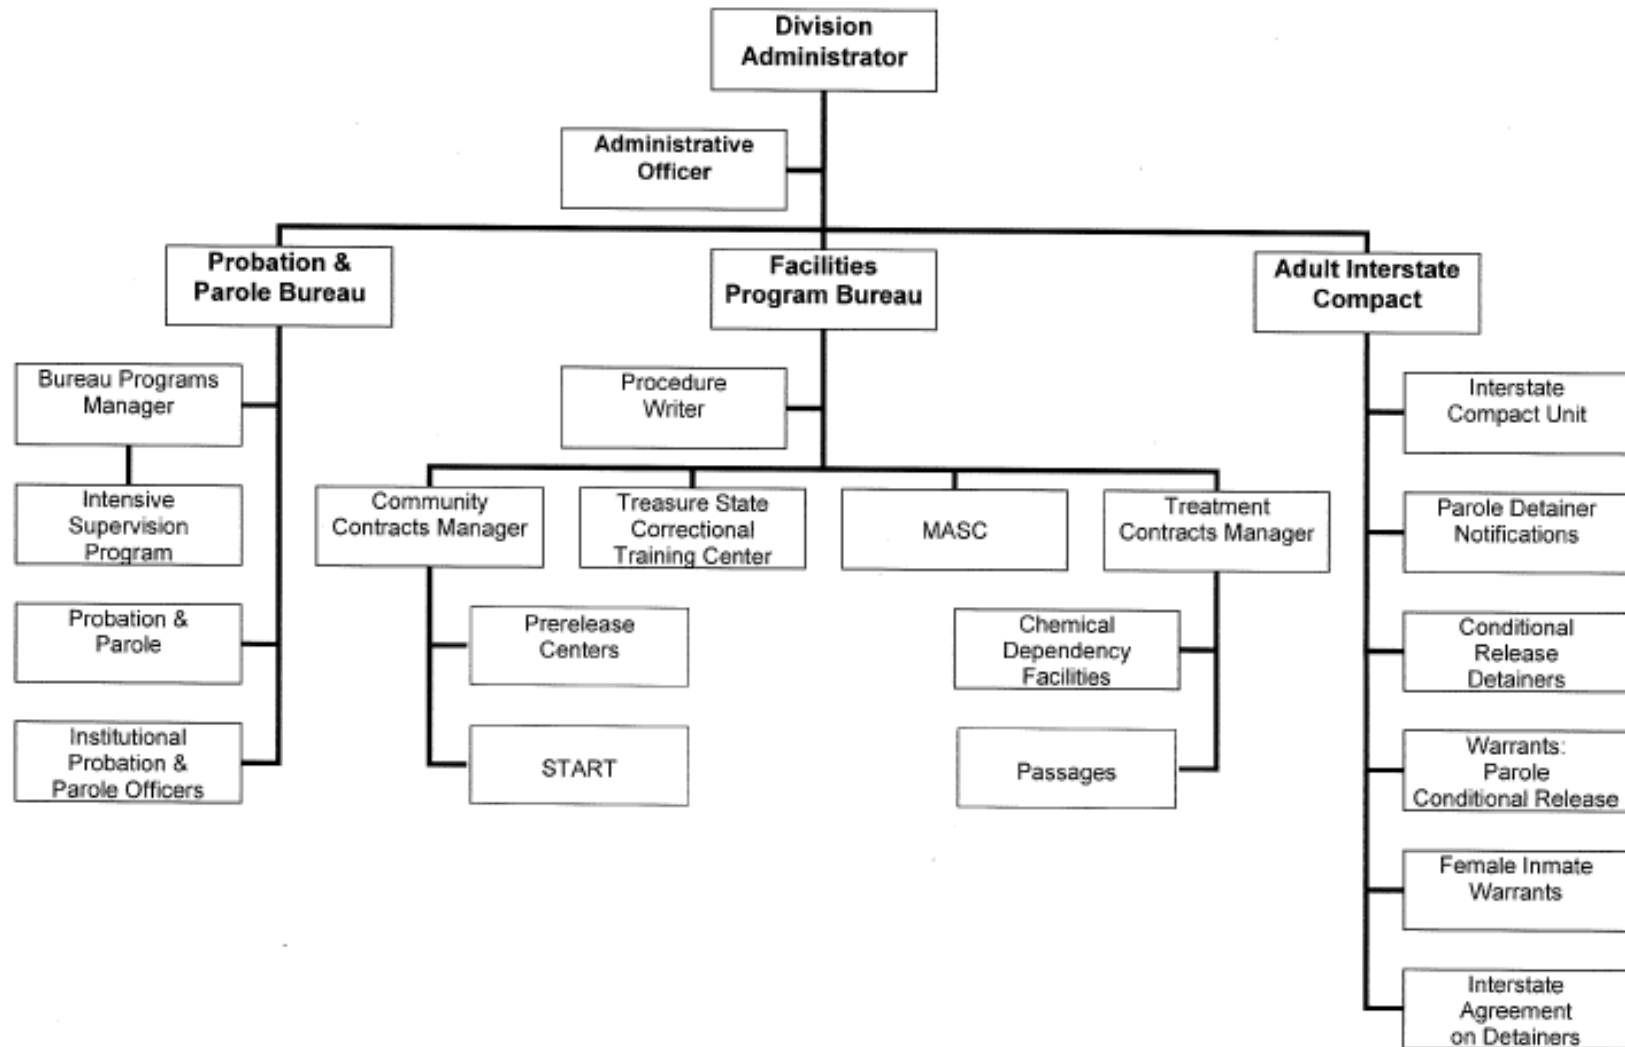 Division
Administrator
Administrative
Officer
Probation &
Parole Bureau
Facilities
Program Bureau
Adult Interstate
Compact
Bureau Programs
Manager
Intensive
Supervision
Program
Probation &
Parole
Institutional
Probation &
Parole Officers
Procedure
Writer
Community
Contracts Manager
Treasure State
Correctional
Training Center
MASC
Treatment
Contracts Manager
Prerelease
Centers
START
Chemical
Dependency
Facilities
Passages
Interstate
Compact Unit
Parole Detainer
Notifications
Conditional
Release
Detainers
Warrants:
Parole
Conditional Release
Female Inmate
Warrants
Interstate
Agreement
on Detainers